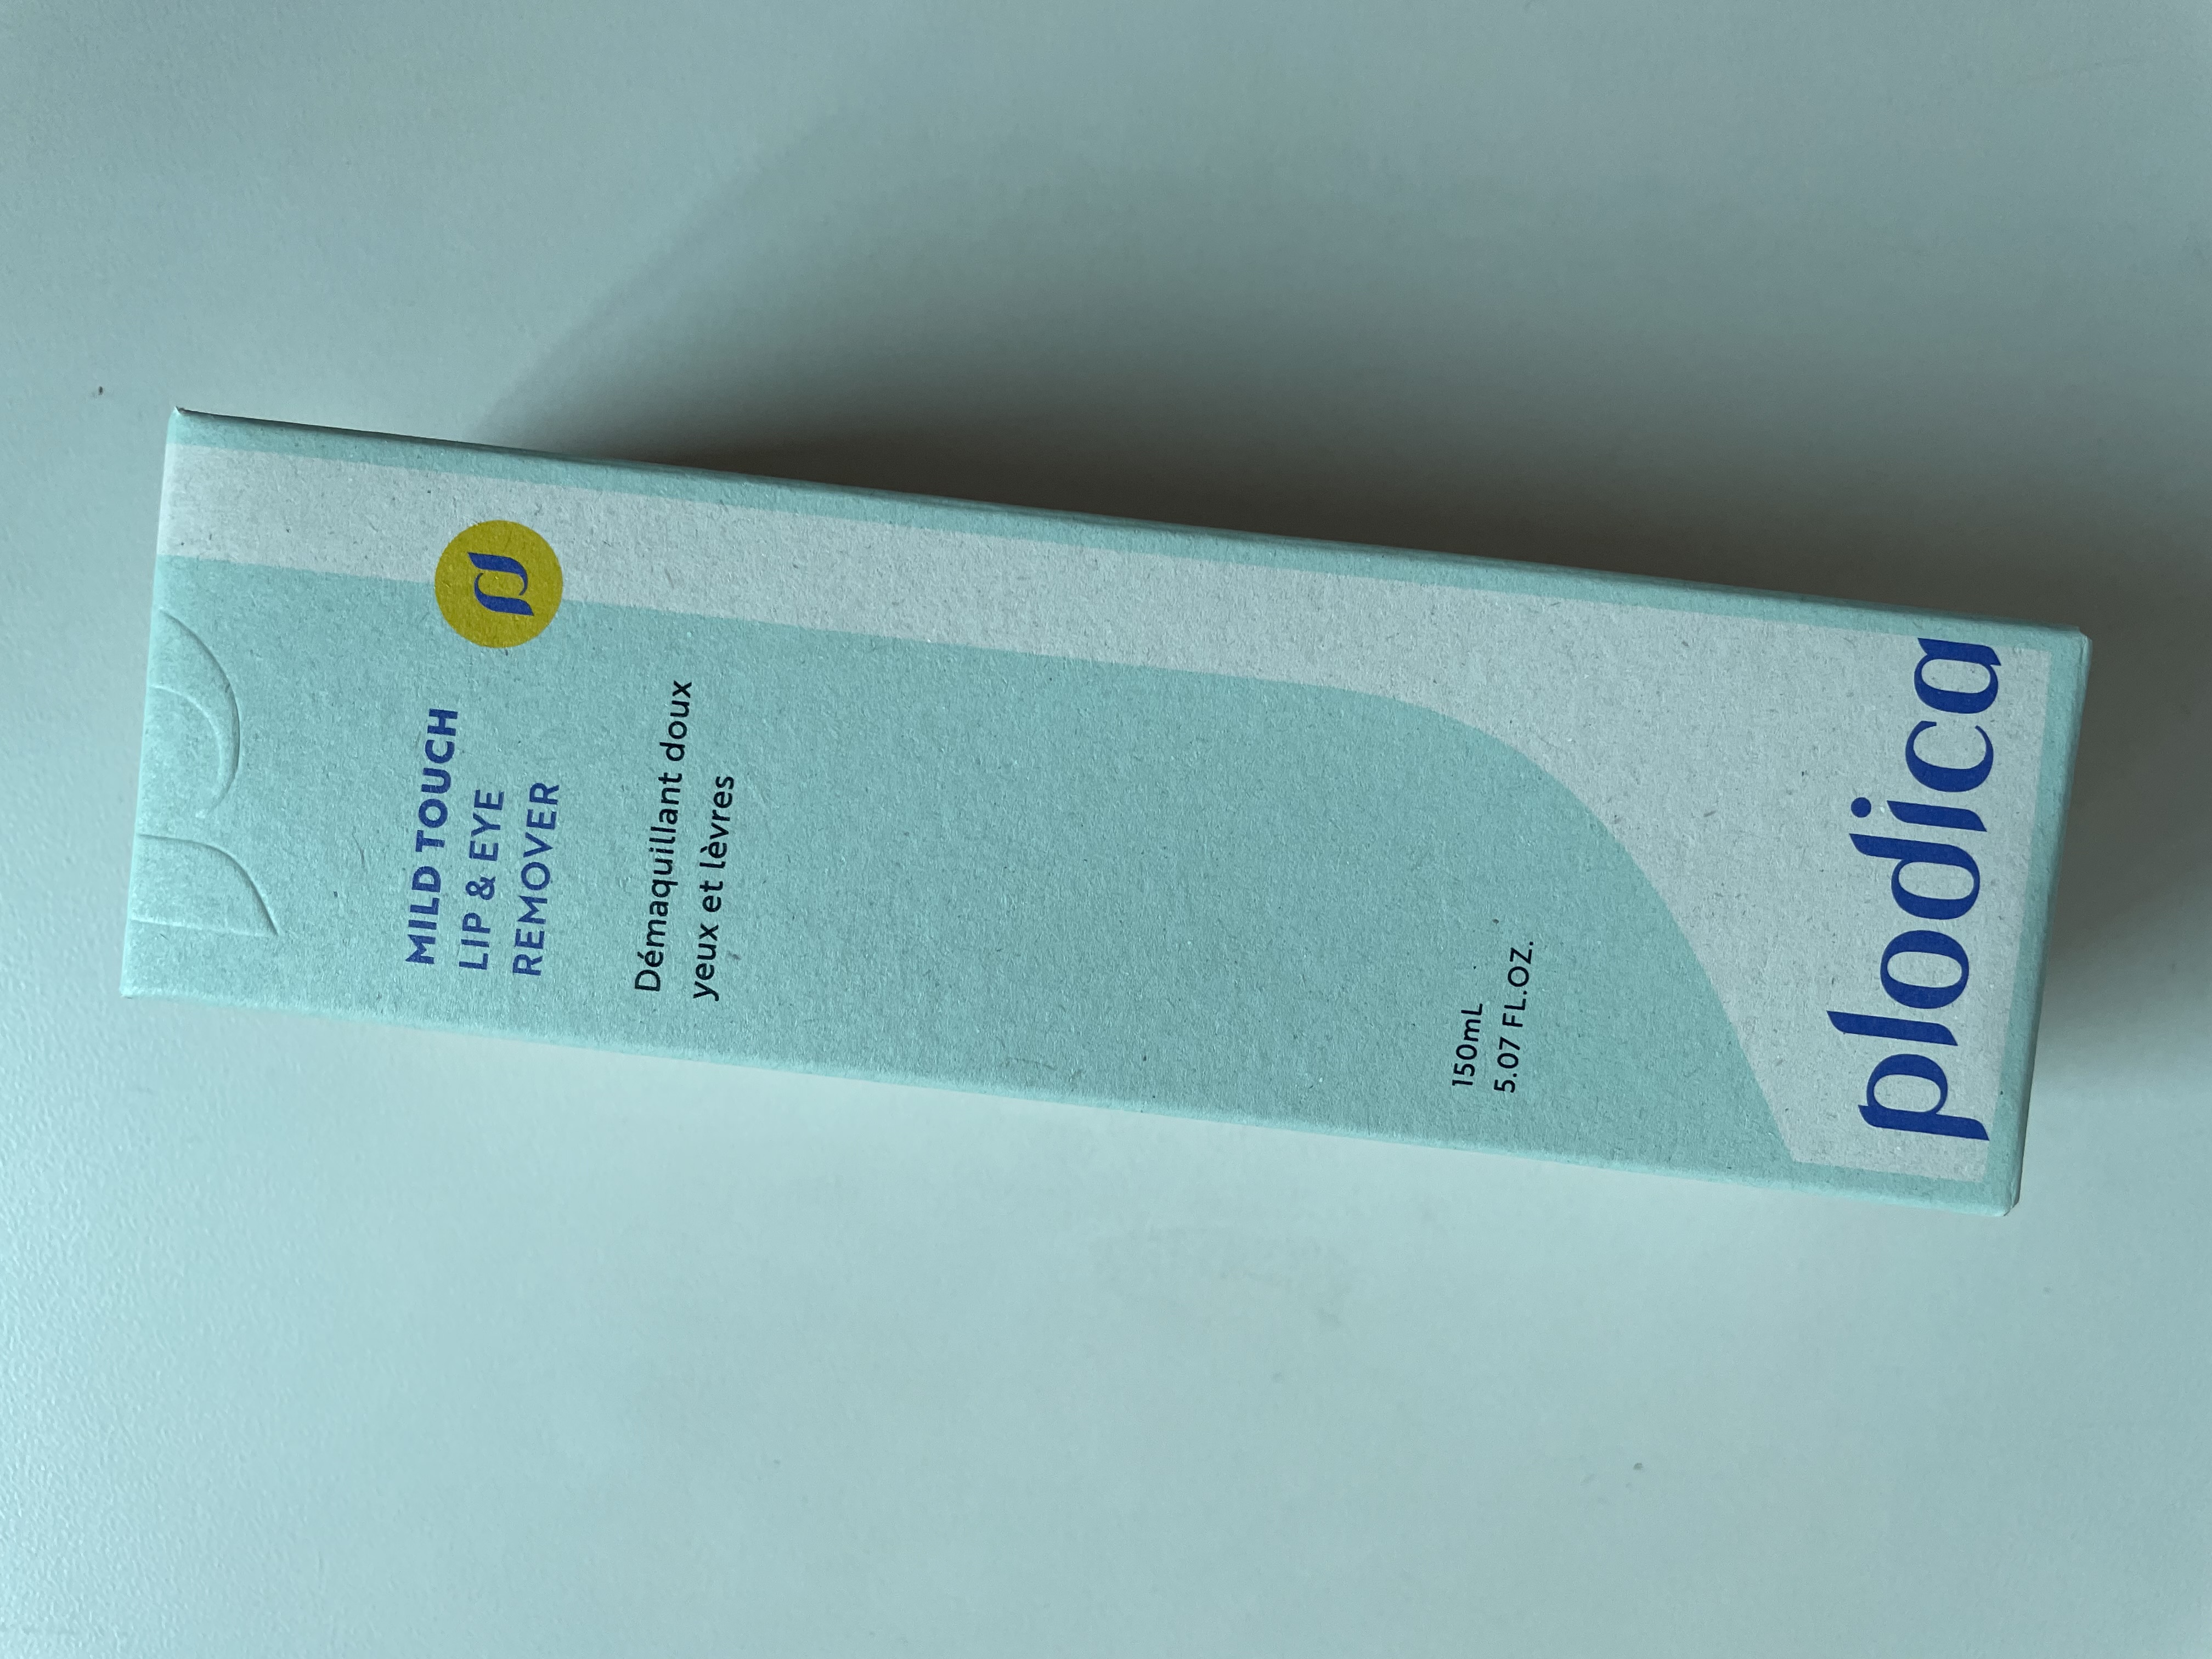 MILD TOUCH
LIP & EYE
REMOVER
Démaquillant doux
yeux et lèvres
150mL
5.07 FL.OZ.
plodica